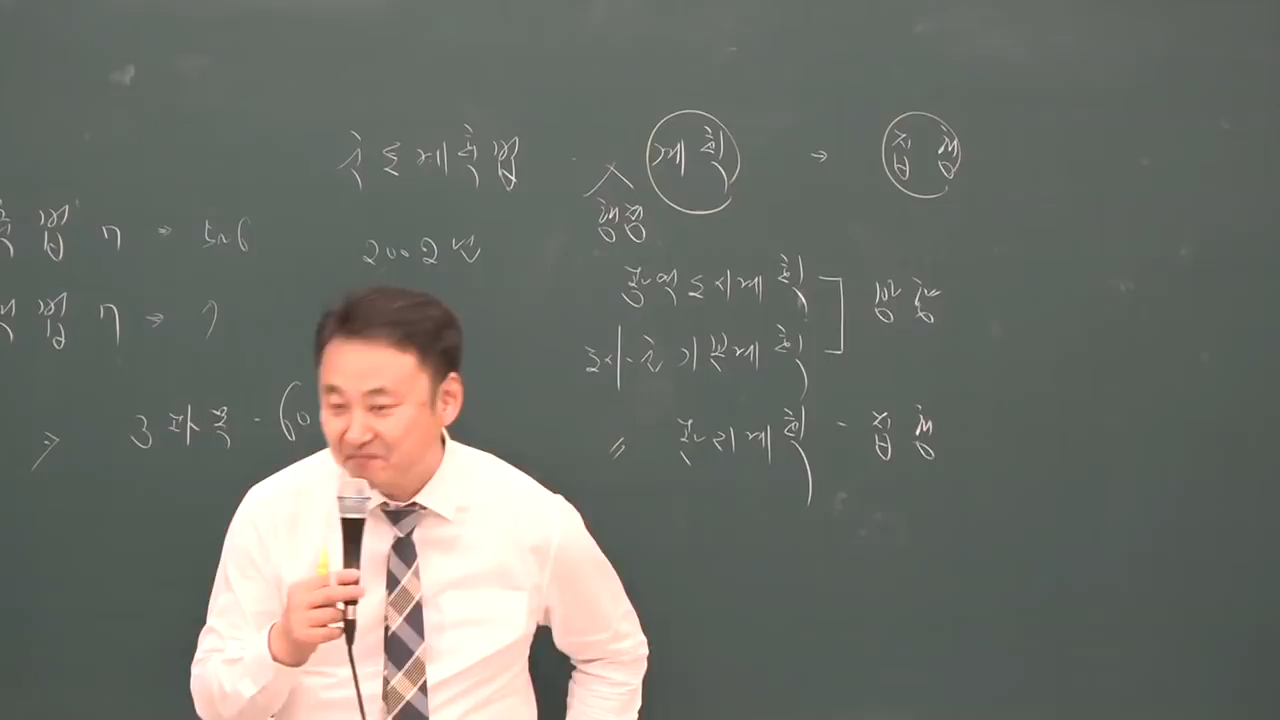 국토계획법 계획 → 집행
행정
법 7 → 5~6
2002년
광역도시계획
법 7 → 7
도시·군기본계획
3과목 - 60
〃 관리계획 - 집행